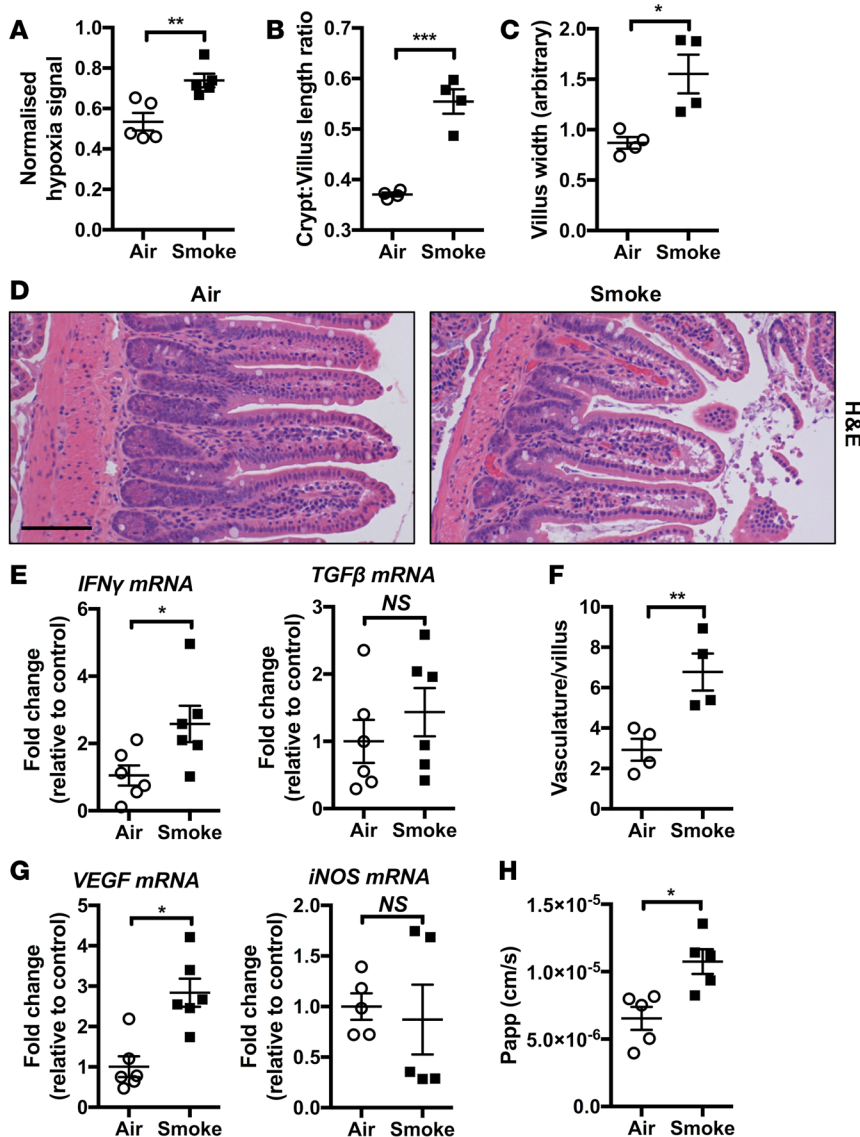 A
Normalised
hypoxia signal
1.0
0.8
0.6
0.4
0.2
0.0
**
Air Smoke
B
Crypt:Villus length ratio
0.7
0.6
0.5
0.4
0.3
***
Air Smoke
C
Villus width (arbitrary)
2.0
1.5
1.0
0.5
0.0
*
Air Smoke
D
Air
Smoke
H&E
E
IFNγ mRNA
Fold change
(relative to control)
6
4
2
0
*
Air Smoke
TGFβ mRNA
Fold change
(relative to control)
3
2
1
0
NS
Air Smoke
F
Vasculature/villus
10
8
6
4
2
0
**
Air Smoke
G
VEGF mRNA
Fold change
(relative to control)
5
4
3
2
1
0
*
Air Smoke
iNOS mRNA
Fold change
(relative to control)
2.0
1.5
1.0
0.5
0.0
NS
Air Smoke
H
Papp (cm/s)
1.5×10-5
1.0×10-5
5.0×10-6
0.0
*
Air Smoke